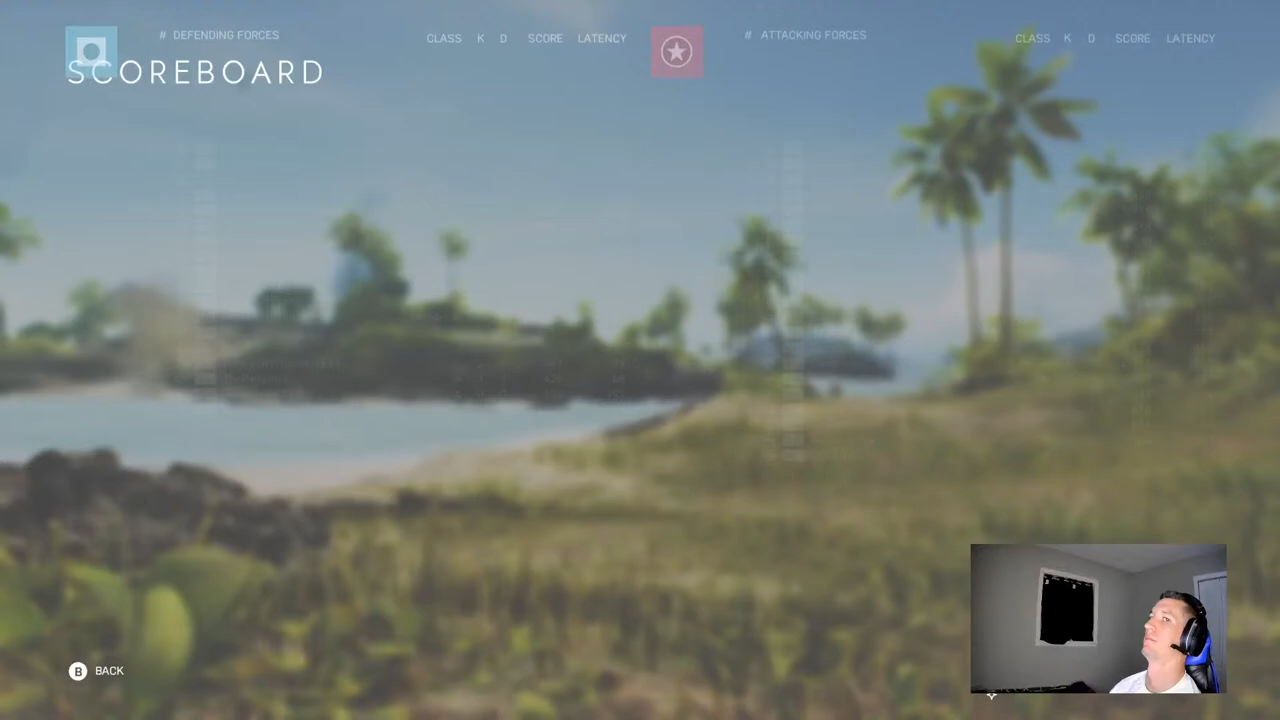 # DEFENDING FORCES CLASS K D SCORE LATENCY
# ATTACKING FORCES CLASS K D SCORE LATENCY
SCOREBOARD
B BACK